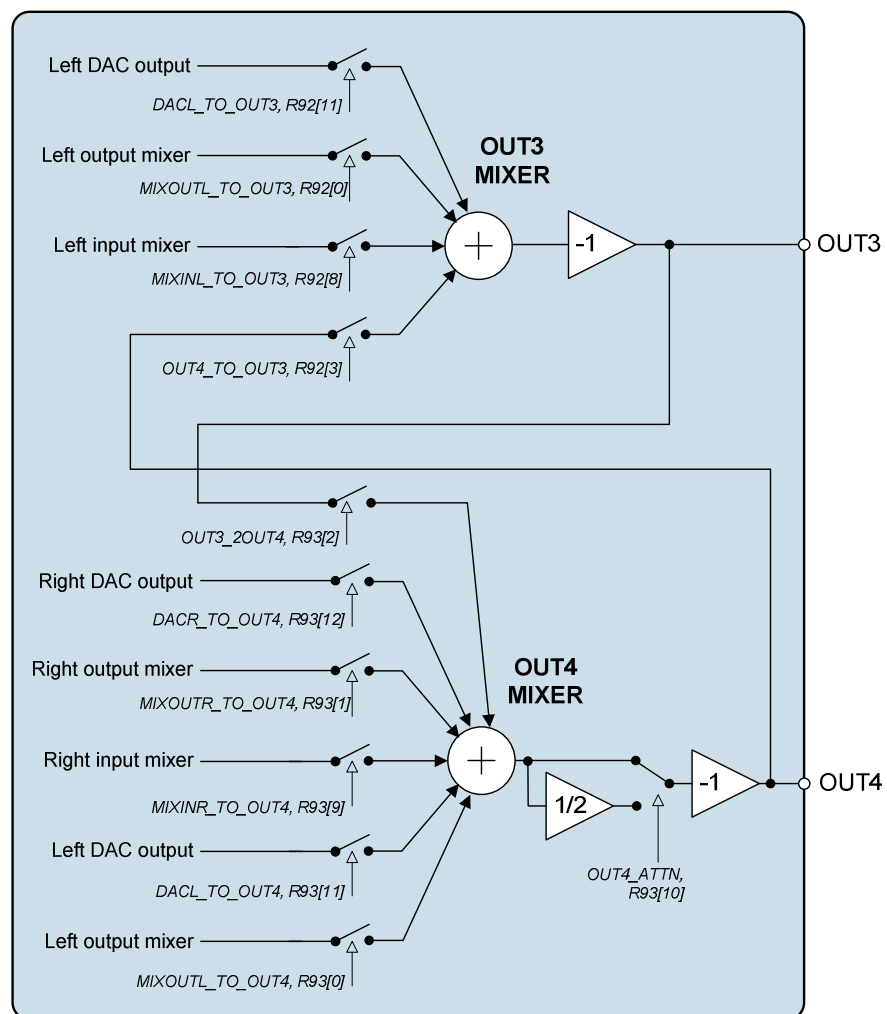 Left DAC output
DACL_TO_OUT3, R92[11]
Left output mixer
MIXOUTL_TO_OUT3, R92[0]
Left input mixer
MIXINL_TO_OUT3, R92[8]
OUT4_TO_OUT3, R92[3]
OUT3
MIXER
+
-1
OUT3
OUT3_2OUT4, R93[2]
Right DAC output
DACR_TO_OUT4, R93[12]
Right output mixer
MIXOUTR_TO_OUT4, R93[1]
Right input mixer
MIXINR_TO_OUT4, R93[9]
Left DAC output
DACL_TO_OUT4, R93[11]
Left output mixer
MIXOUTL_TO_OUT4, R93[0]
OUT4
MIXER
+
1/2
OUT4_ATTN,
R93[10]
-1
OUT4